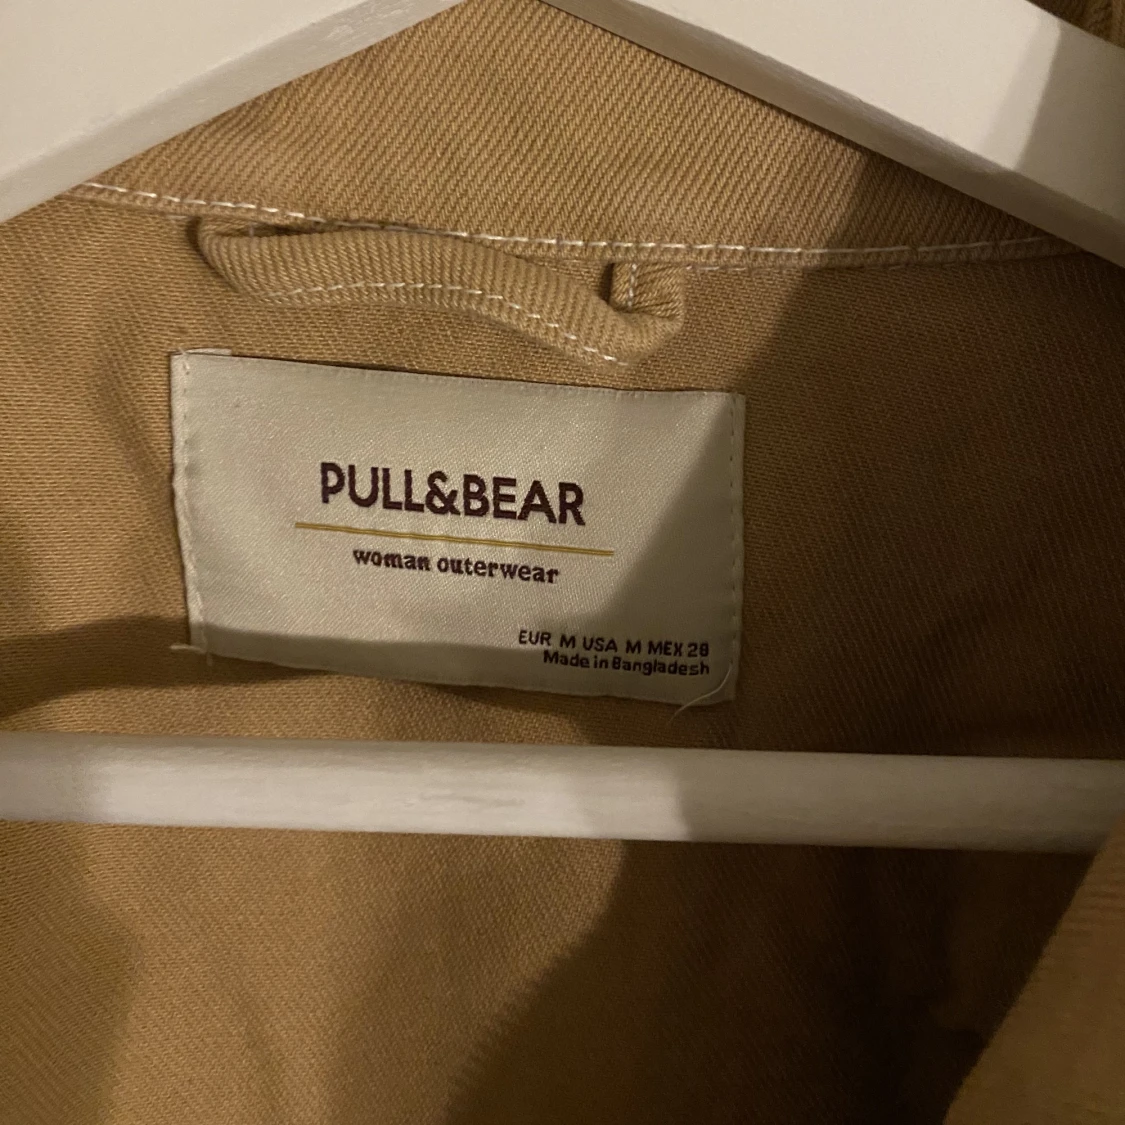 PULL&BEAR
woman outerwear
EUR M USA M MEX 28
Made in Bangladesh